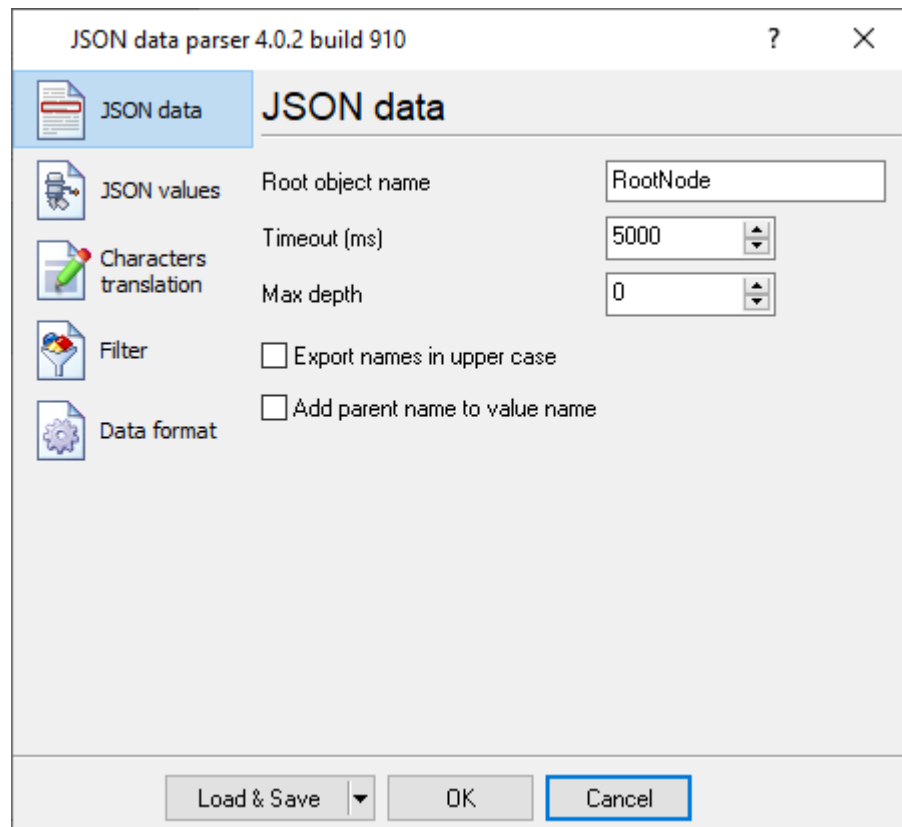 JSON data parser 4.0.2 build 910
?
JSON data
JSON values
Characters
translation
Filter
Data format
JSON data
Root object name
RootNode
Timeout (ms)
5000
Max depth
0
Export names in upper case
Add parent name to value name
Load & Save
OK
Cancel